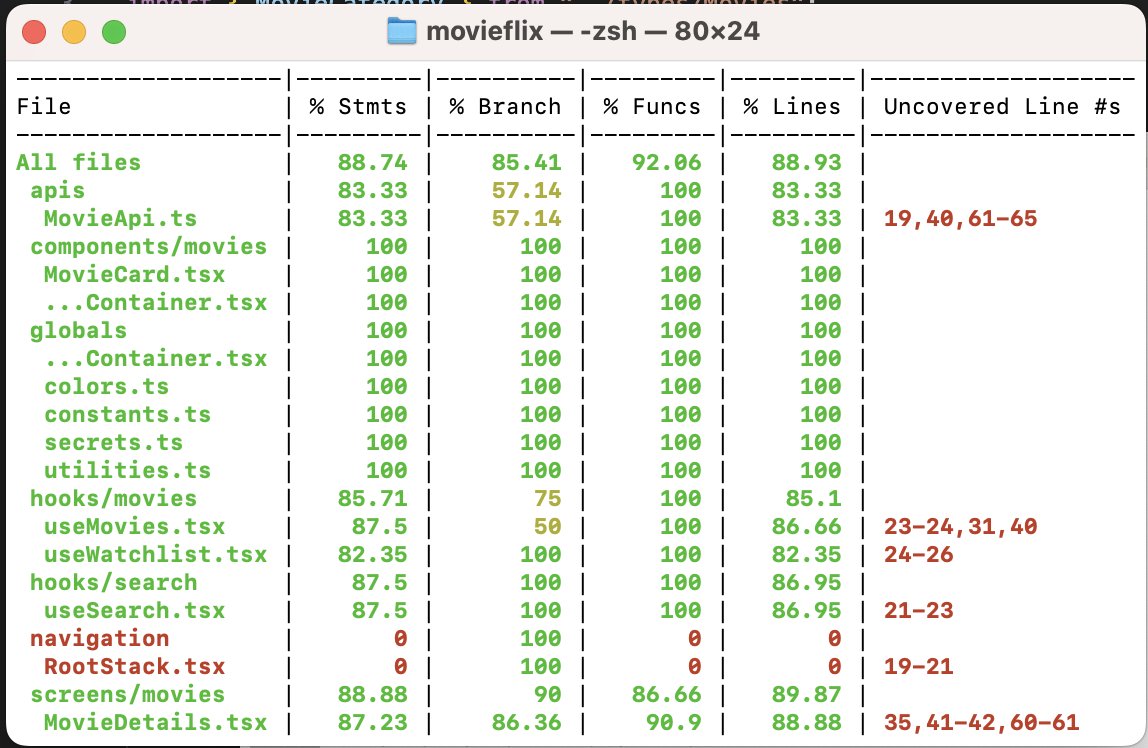 import { MovieCategory } from "../types/Movies";
movieflix — -zsh — 80×24
---------------------|----------|-----------|----------|----------|---------------------
File | % Stmts | % Branch | % Funcs | % Lines | Uncovered Line #s
---------------------|----------|-----------|----------|----------|---------------------
All files | 88.74 | 85.41 | 92.06 | 88.93 |
apis | 83.33 | 57.14 | 100 | 83.33 |
MovieApi.ts | 83.33 | 57.14 | 100 | 83.33 | 19,40,61-65
components/movies | 100 | 100 | 100 | 100 |
MovieCard.tsx | 100 | 100 | 100 | 100 |
...Container.tsx | 100 | 100 | 100 | 100 |
globals | 100 | 100 | 100 | 100 |
...Container.tsx | 100 | 100 | 100 | 100 |
colors.ts | 100 | 100 | 100 | 100 |
constants.ts | 100 | 100 | 100 | 100 |
secrets.ts | 100 | 100 | 100 | 100 |
utilities.ts | 100 | 100 | 100 | 100 |
hooks/movies | 85.71 | 75 | 100 | 85.1 |
useMovies.tsx | 87.5 | 50 | 100 | 86.66 | 23-24,31,40
useWatchlist.tsx | 82.35 | 100 | 100 | 82.35 | 24-26
hooks/search | 87.5 | 100 | 100 | 86.95 |
useSearch.tsx | 87.5 | 100 | 100 | 86.95 | 21-23
navigation | 0 | 100 | 0 | 0 |
RootStack.tsx | 0 | 100 | 0 | 0 | 19-21
screens/movies | 88.88 | 90 | 86.66 | 89.87 |
MovieDetails.tsx | 87.23 | 86.36 | 90.9 | 88.88 | 35,41-42,60-61